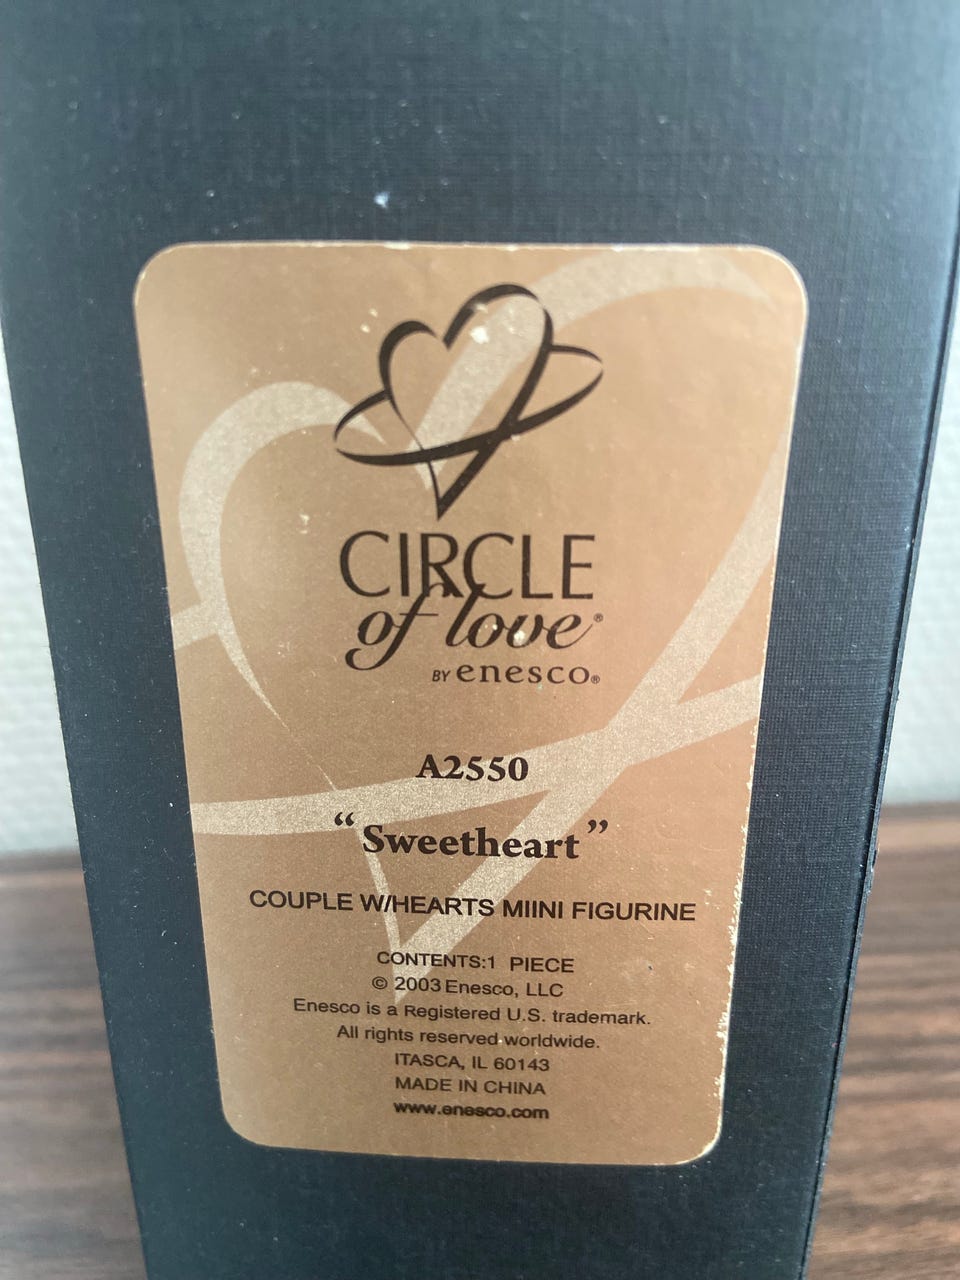 CIRCLE
of love®
BY enesco®
A2550
“Sweetheart”
COUPLE W/HEARTS MIINI FIGURINE
CONTENTS:1 PIECE
© 2003 Enesco, LLC
Enesco is a Registered U.S. trademark.
All rights reserved worldwide.
ITASCA, IL 60143
MADE IN CHINA
www.enesco.com